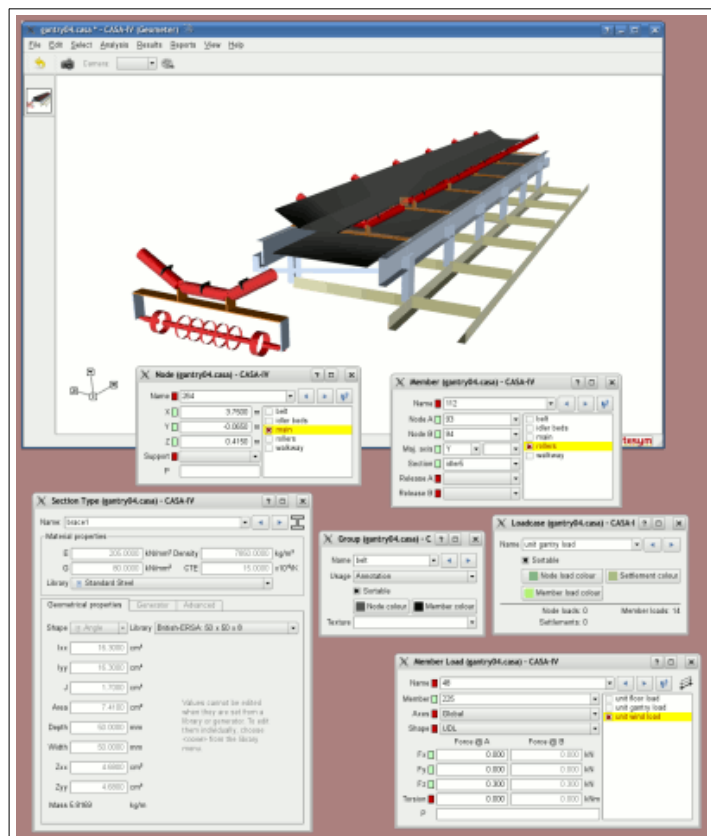 gantry04.casa * - CASA-IV (Geometer)
File Edit Select Analysis Results Reports View Help
Camera
Node (gantry04.casa) - CASA-IV
Name 264
X 3.7500 m
Y -0.0650 m
Z 0.4150 m
Support
P
belt
idler beds
main
rollers
walkway
Member (gantry04.casa) - CASA-IV
Name 112
Node A 93
Node B 94
Maj. axis Y
Section idler5
Release A
Release B
belt
idler beds
main
rollers
walkway
tesym
Section Type (gantry04.casa) - CASA-IV
Name brace1
Material properties
E 205.0000 kN/mm² Density 7850.0000 kg/m³
G 80.0000 kN/mm² CTE 15.0000 x10⁻⁶/K
Library Standard Steel
Geometrical properties Generator Advanced
Shape Angle Library British-ERSA: 50 x 50 x 8
Ixx 16.3000 cm⁴
Iyy 16.3000 cm⁴
J 1.7000 cm⁴
Area 7.4100 cm²
Depth 50.0000 mm
Width 50.0000 mm
Zxx 4.6800 cm³
Zyy 4.6800 cm³
Mass 5.8169 kg/m
Values cannot be edited
when they are set from a
library or generator. To edit
them individually, choose
from the library
menu.
Group (gantry04.casa) - C
Name belt
Usage Annotation
Sortable
Node colour Member colour
Texture
Loadcase (gantry04.casa) - CASA-I
Name unit gantry load
Sortable
Node load colour Settlement colour
Member load colour
Node loads: 0 Member loads: 14
Settlements: 0
Member Load (gantry04.casa) - CASA-IV
Name 48
Member 225
Axes Global
Shape UDL
Force @ A Force @ B
Fx 0.000 0.000 kN
Fy 0.000 0.000 kN
Fz 0.300 0.300 kN
Torsion 0.000 0.000 kNm
P
unit floor load
unit gantry load
unit wind load